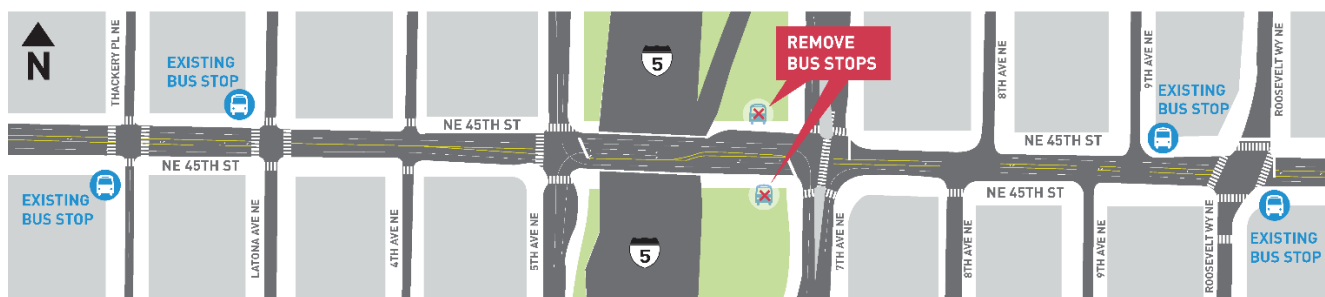 N
THACKERY PL NE
EXISTING
BUS STOP
EXISTING
BUS STOP
LATONA AVE NE
4TH AVE NE
NE 45TH ST
NE 45TH ST
5TH AVE NE
5
5
REMOVE
BUS STOPS
7TH AVE NE
8TH AVE NE
8TH AVE NE
NE 45TH ST
NE 45TH ST
9TH AVE NE
9TH AVE NE
EXISTING
BUS STOP
ROOSEVELT WY NE
ROOSEVELT WY NE
EXISTING
BUS STOP